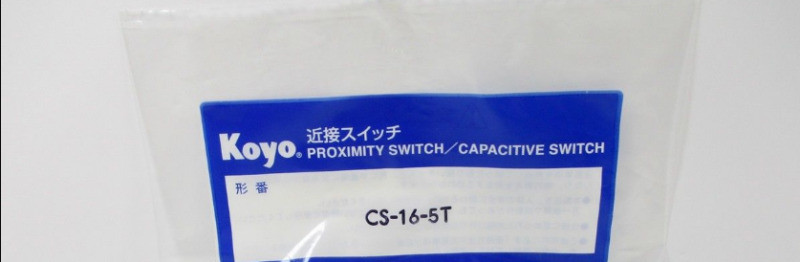 Koyo® 近接スイッチ
PROXIMITY SWITCH/CAPACITIVE SWITCH
形番
CS-16-5T